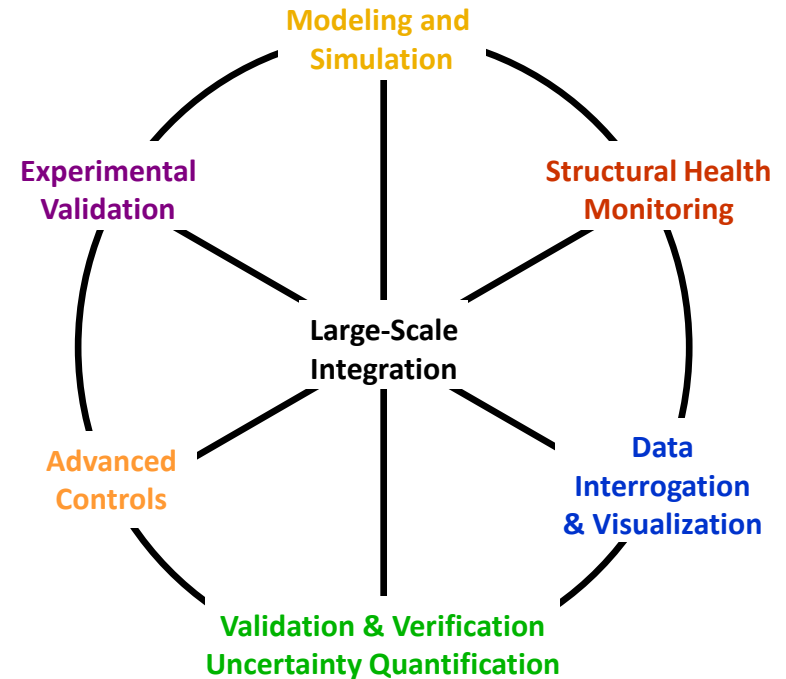 Modeling and
Simulation
Experimental
Validation
Structural Health
Monitoring
Large-Scale
Integration
Advanced
Controls
Data
Interrogation
& Visualization
Validation & Verification
Uncertainty Quantification